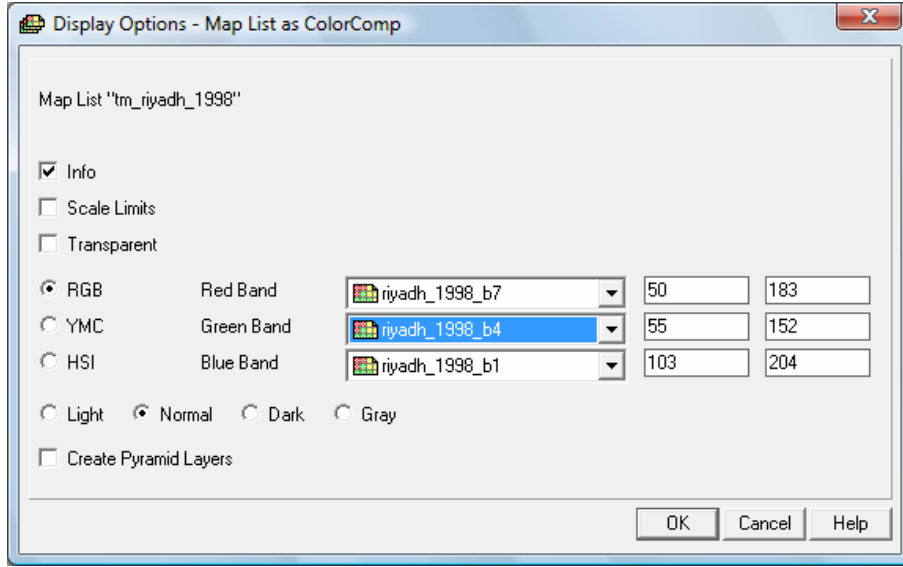 Display Options - Map List as ColorComp
Map List "tm_riyadh_1998"
Info
Scale Limits
Transparent
RGB Red Band riyadh_1998_b7 50 183
YMC Green Band riyadh_1998_b4 55 152
HSI Blue Band riyadh_1998_b1 103 204
Light Normal Dark Gray
Create Pyramid Layers
OK Cancel Help